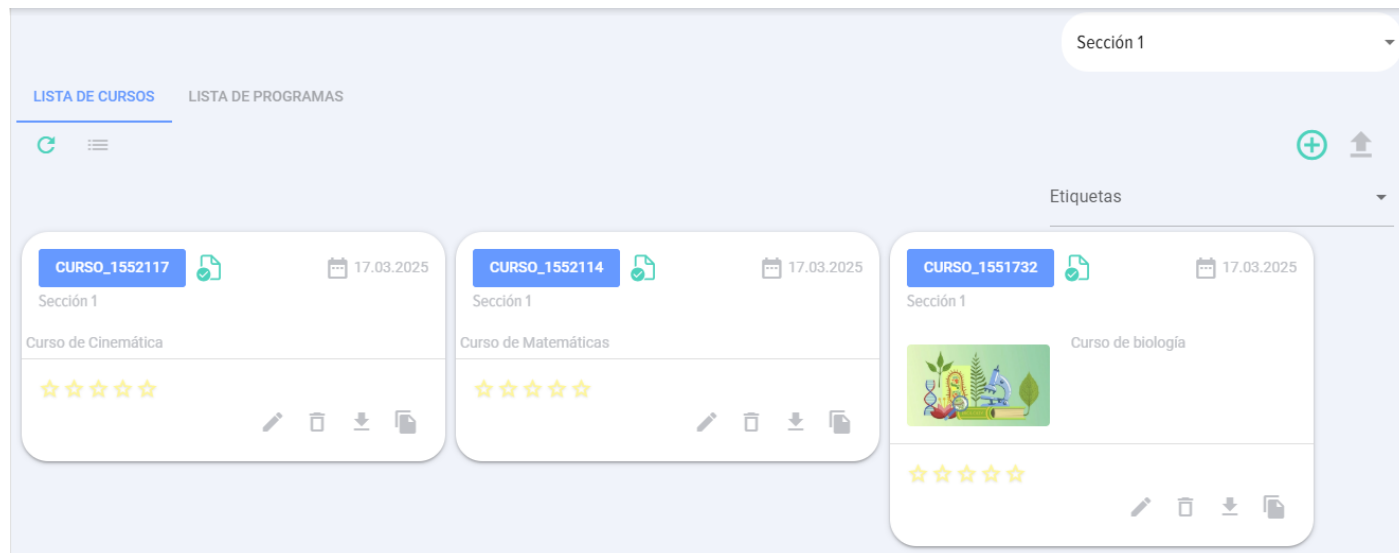 Sección 1
LISTA DE CURSOS LISTA DE PROGRAMAS
Etiquetas
CURSO_1552117 17.03.2025
Sección 1
Curso de Cinemática
CURSO_1552114 17.03.2025
Sección 1
Curso de Matemáticas
CURSO_1551732 17.03.2025
Sección 1
Curso de biología